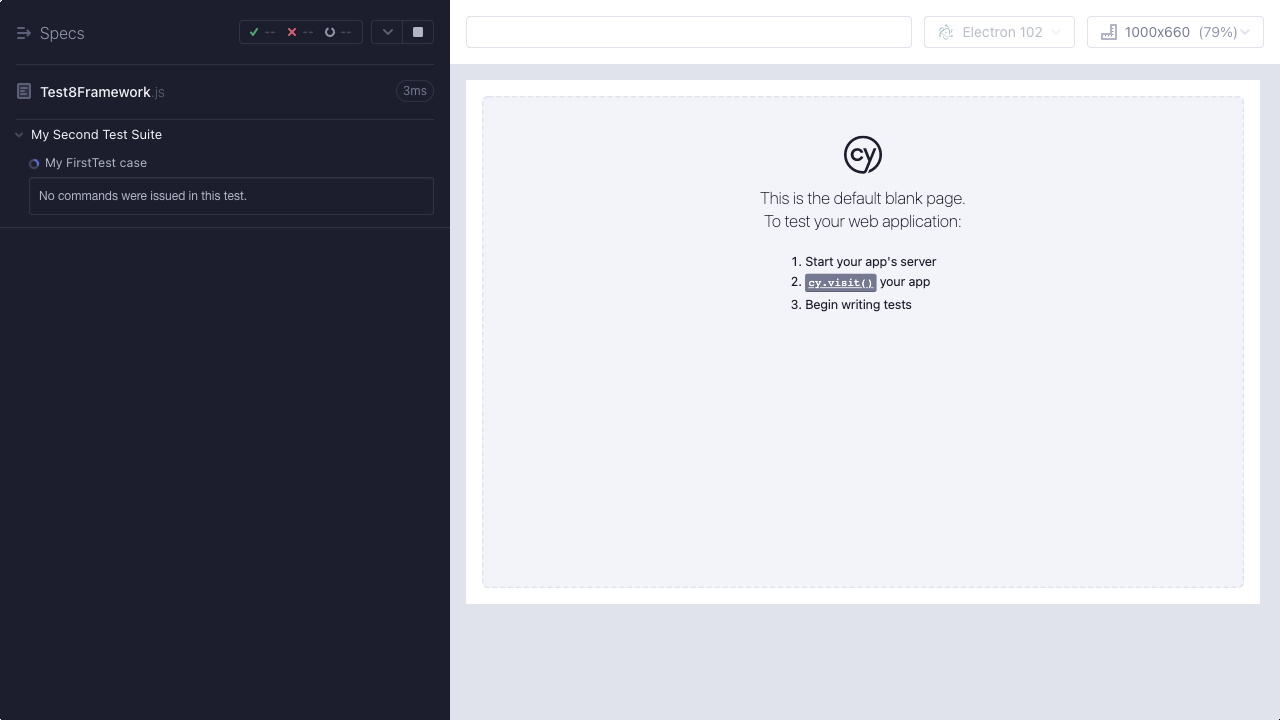 Specs
-- -- --
Test8Framework.js
3ms
My Second Test Suite
My FirstTest case
No commands were issued in this test.
Electron 102
1000x660 (79%)
cy
This is the default blank page.
To test your web application:
1. Start your app's server
2. cy.visit() your app
3. Begin writing tests